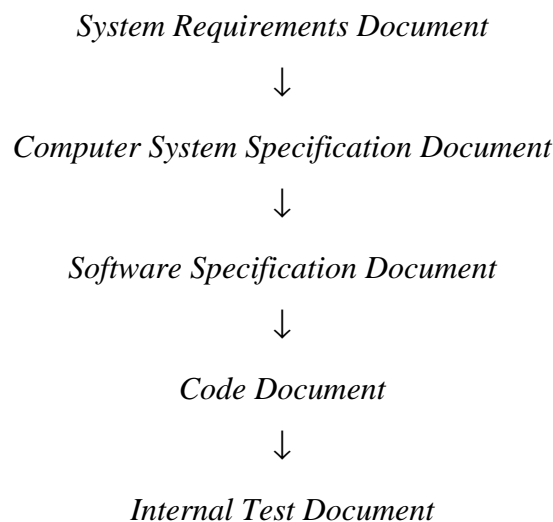 System Requirements Document
↓
Computer System Specification Document
↓
Software Specification Document
↓
Code Document
↓
Internal Test Document